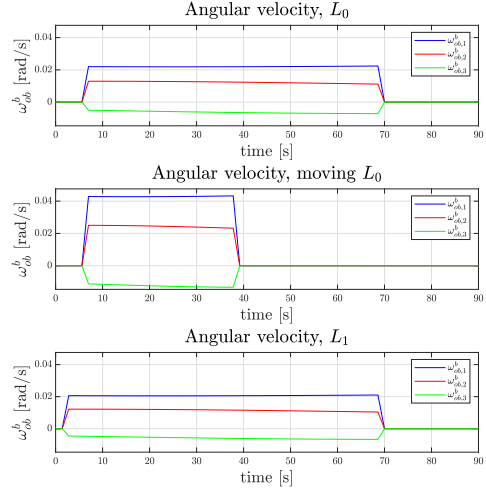 Angular velocity, L₀
ω^b_ob [rad/s]
0.04
0.02
0
ω^b_ob,1
ω^b_ob,2
ω^b_ob,3
0 10 20 30 40 50 60 70 80 90
time [s]
Angular velocity, moving L₀
ω^b_ob [rad/s]
0.04
0.02
0
ω^b_ob,1
ω^b_ob,2
ω^b_ob,3
0 10 20 30 40 50 60 70 80 90
time [s]
Angular velocity, L₁
ω^b_ob [rad/s]
0.04
0.02
0
ω^b_ob,1
ω^b_ob,2
ω^b_ob,3
0 10 20 30 40 50 60 70 80 90
time [s]